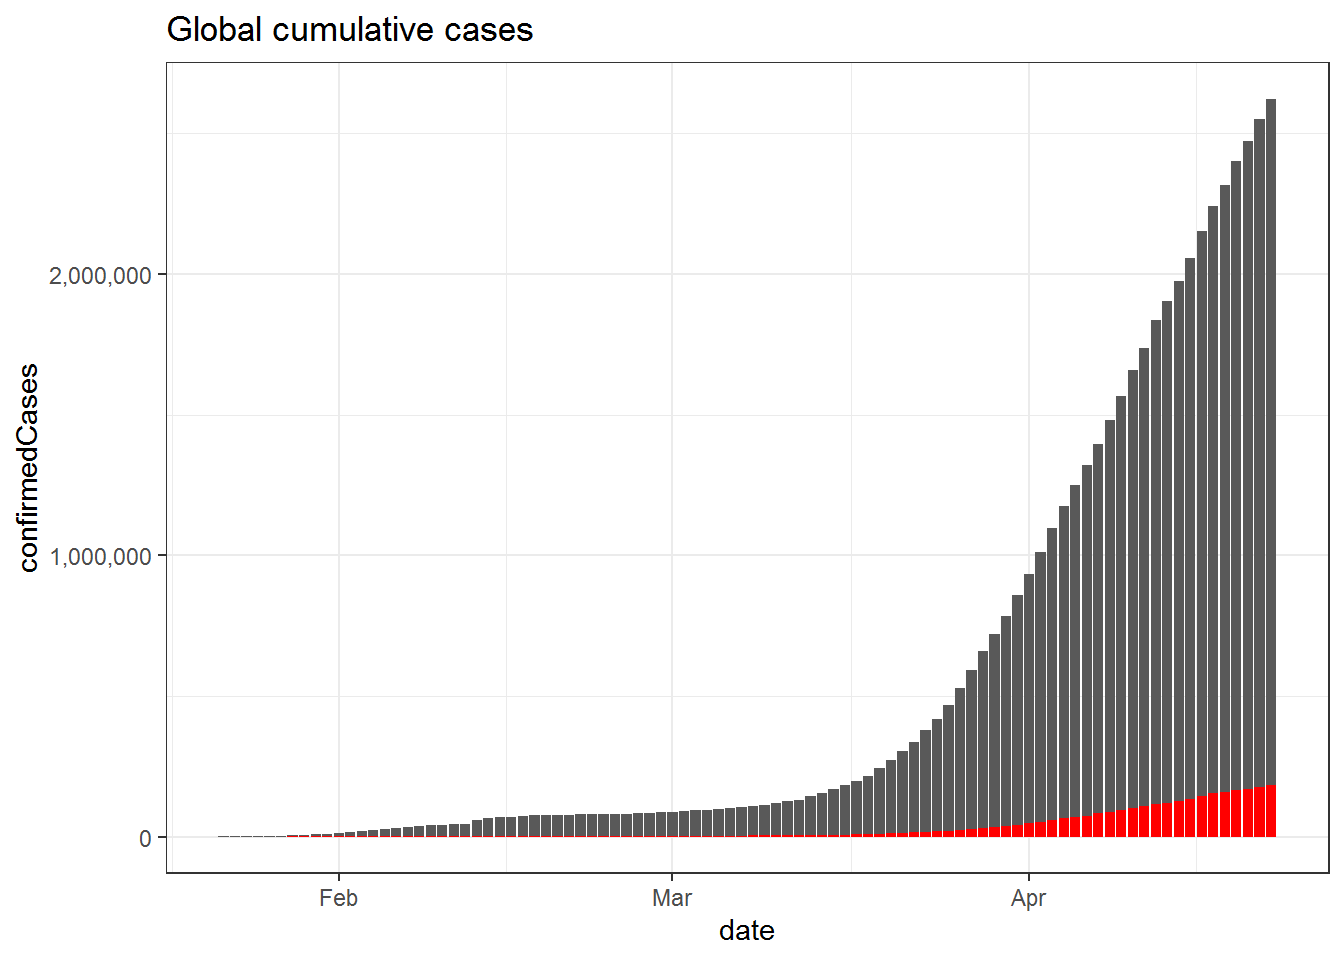 Global cumulative cases
confirmedCases
2,000,000
1,000,000
0
Feb
Mar
Apr
date